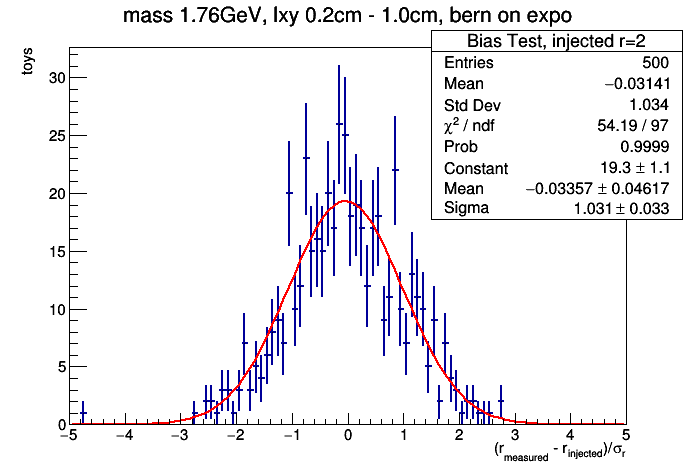 mass 1.76GeV, lxy 0.2cm - 1.0cm, bern on expo
toys
Bias Test, injected r=2
Entries 500
Mean −0.03141
Std Dev 1.034
χ² / ndf 54.19 / 97
Prob 0.9999
Constant 19.3 ± 1.1
Mean −0.03357 ± 0.04617
Sigma 1.031 ± 0.033
30
25
20
15
10
5
0
−5 −4 −3 −2 −1 0 1 2 3 4 5
(r_measured - r_injected)/σ_r